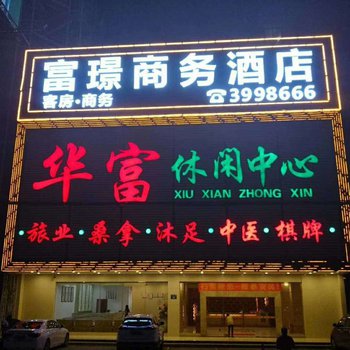 富璟商务酒店
客房·商务 ☎3998666
华富休闲中心
XIU XIAN ZHONG XIN
·旅业·桑拿·沐足·中医·棋牌·